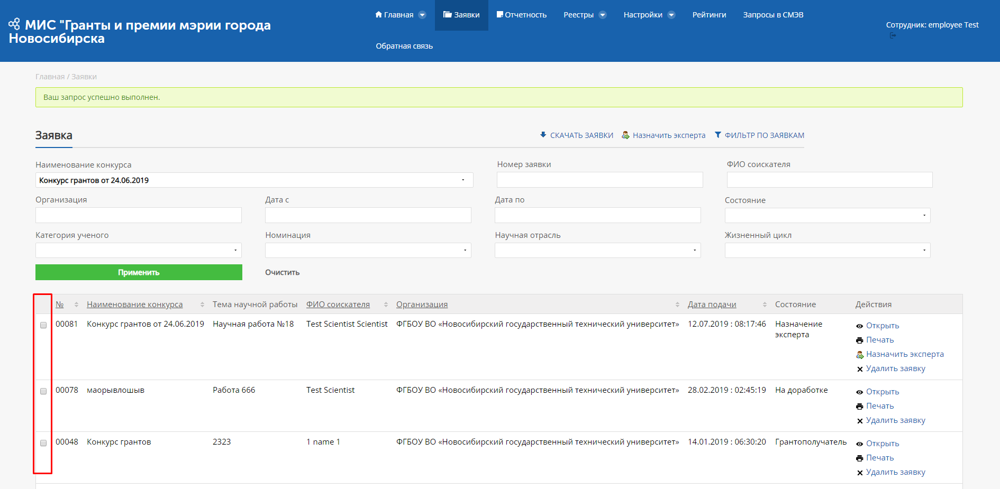 МИС "Гранты и премии мэрии города
Новосибирска
Главная
Заявки
Отчетность
Реестры
Настройки
Рейтинги
Запросы в СМЭВ
Обратная связь
Сотрудник: employee Test
Главная / Заявки
Ваш запрос успешно выполнен.
Заявка
СКАЧАТЬ ЗАЯВКИ
Назначить эксперта
ФИЛЬТР ПО ЗАЯВКАМ
Наименование конкурса
Номер заявки
ФИО соискателя
Конкурс грантов от 24.06.2019
Организация
Дата с
Дата по
Состояние
Категория ученого
Номинация
Научная отрасль
Жизненный цикл
Применить
Очистить
№ Наименование конкурса Тема научной работы ФИО соискателя Организация Дата подачи Состояние Действия
00081 Конкурс грантов от 24.06.2019 Научная работа №18 Test Scientist Scientist ФГБОУ ВО «Новосибирский государственный технический университет» 12.07.2019 : 08:17:46 Назначение
эксперта
Открыть
Печать
Назначить эксперта
Удалить заявку
00078 маорывлошыв Работа 666 Test Scientist ФГБОУ ВО «Новосибирский государственный технический университет» 28.02.2019 : 02:45:19 На доработке
Открыть
Печать
Удалить заявку
00048 Конкурс грантов 2323 1 name 1 ФГБОУ ВО «Новосибирский государственный технический университет» 14.01.2019 : 06:30:20 Грантополучатель
Открыть
Печать
Удалить заявку